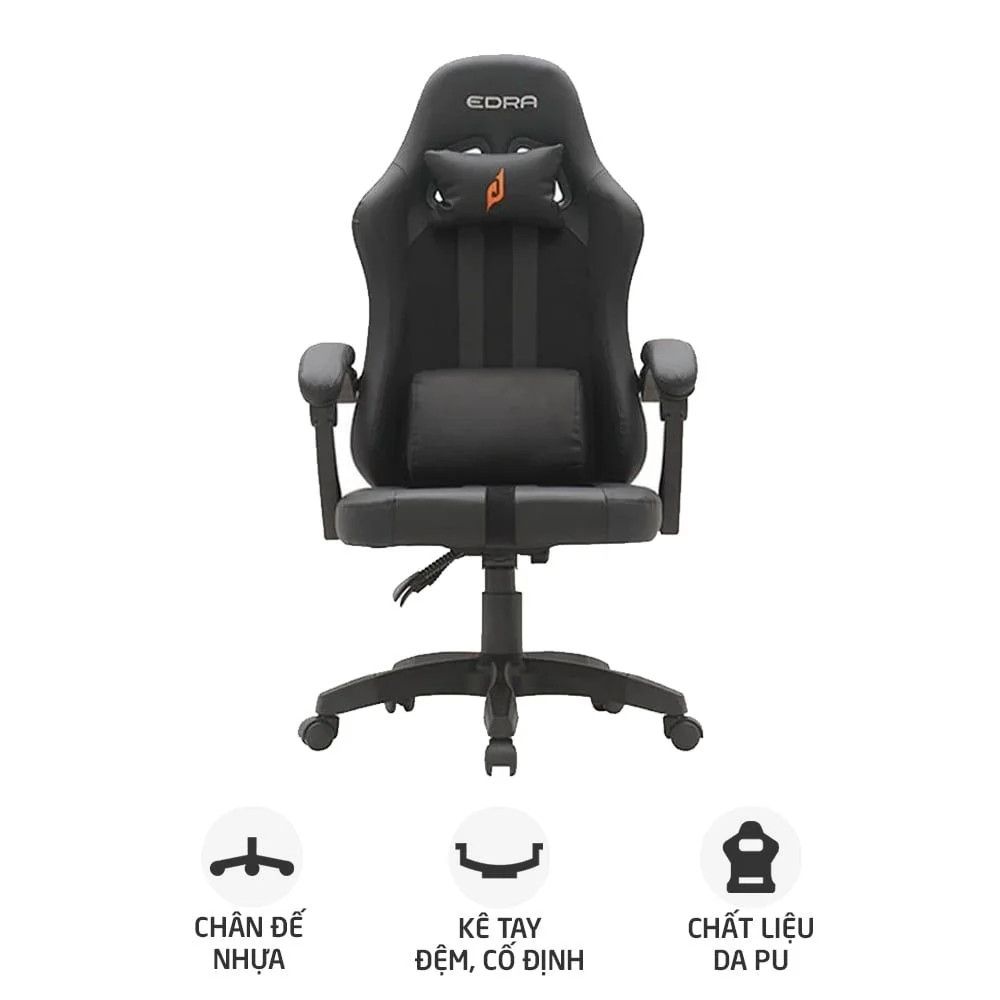 EDRA
CHÂN ĐẾ
NHỰA
KÊ TAY
ĐỆM, CỐ ĐỊNH
CHẤT LIỆU
DA PU